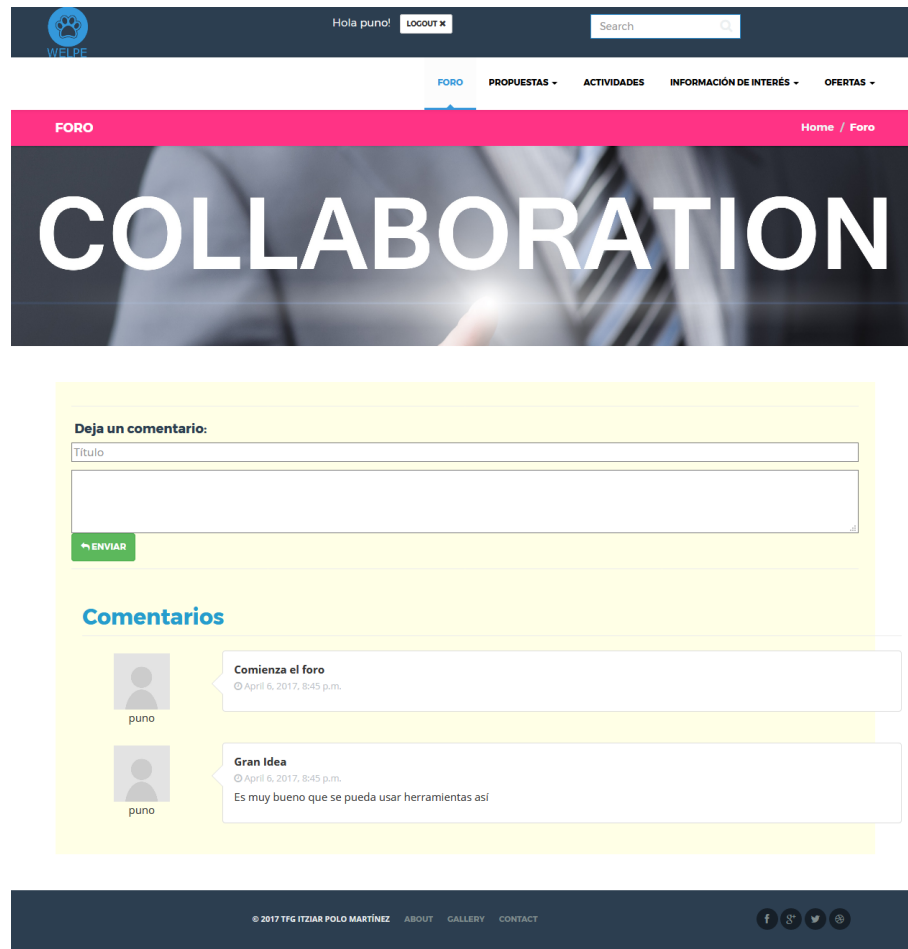 WELPE
Hola puno! LOGOUT ×
Search
FORO PROPUESTAS ACTIVIDADES INFORMACIÓN DE INTERÉS OFERTAS
FORO
Home / Foro
COLLABORATION
Deja un comentario:
Título
ENVIAR
Comentarios
puno
Comienza el foro
April 6, 2017, 8:45 p.m.
puno
Gran Idea
April 6, 2017, 8:45 p.m.
Es muy bueno que se pueda usar herramientas así
© 2017 TFG ITZIAR POLO MARTÍNEZ ABOUT GALLERY CONTACT